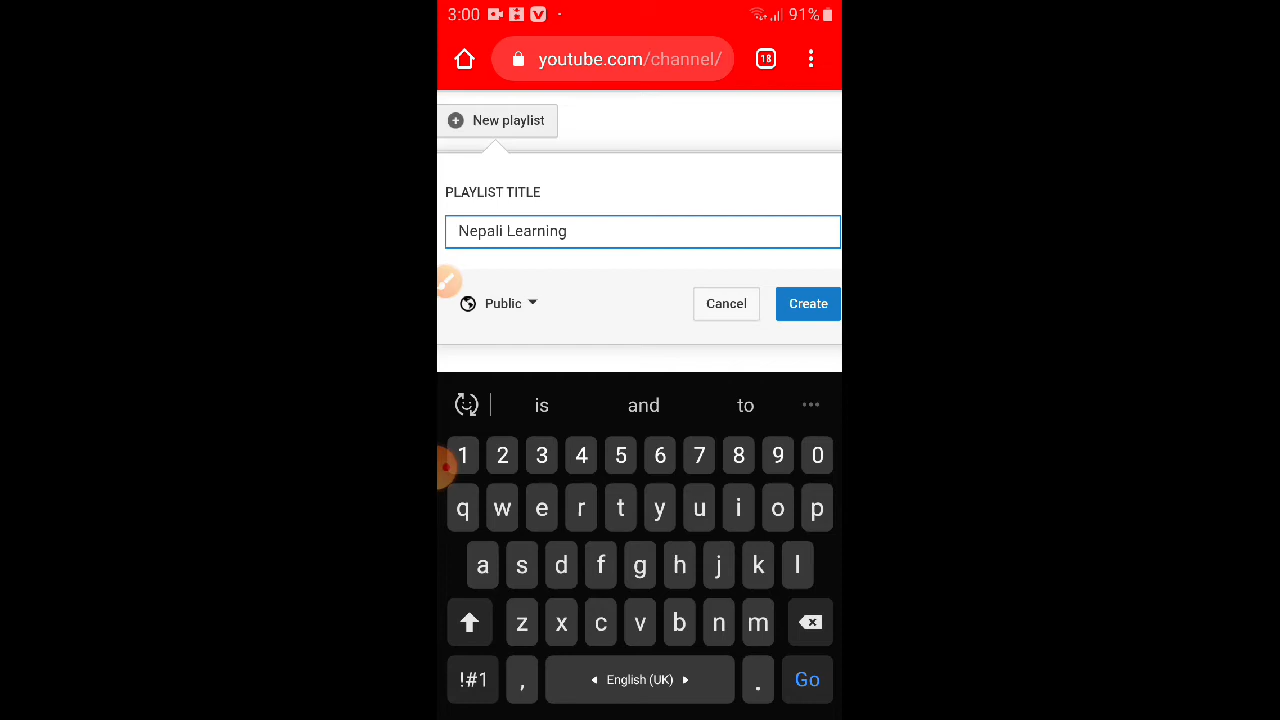 3:00 91%
youtube.com/channel/ 18
New playlist
PLAYLIST TITLE
Nepali Learning
Public Cancel Create
is and to
1 2 3 4 5 6 7 8 9 0
q w e r t y u i o p
a s d f g h j k l
z x c v b n m
!#1 , English (UK) . Go